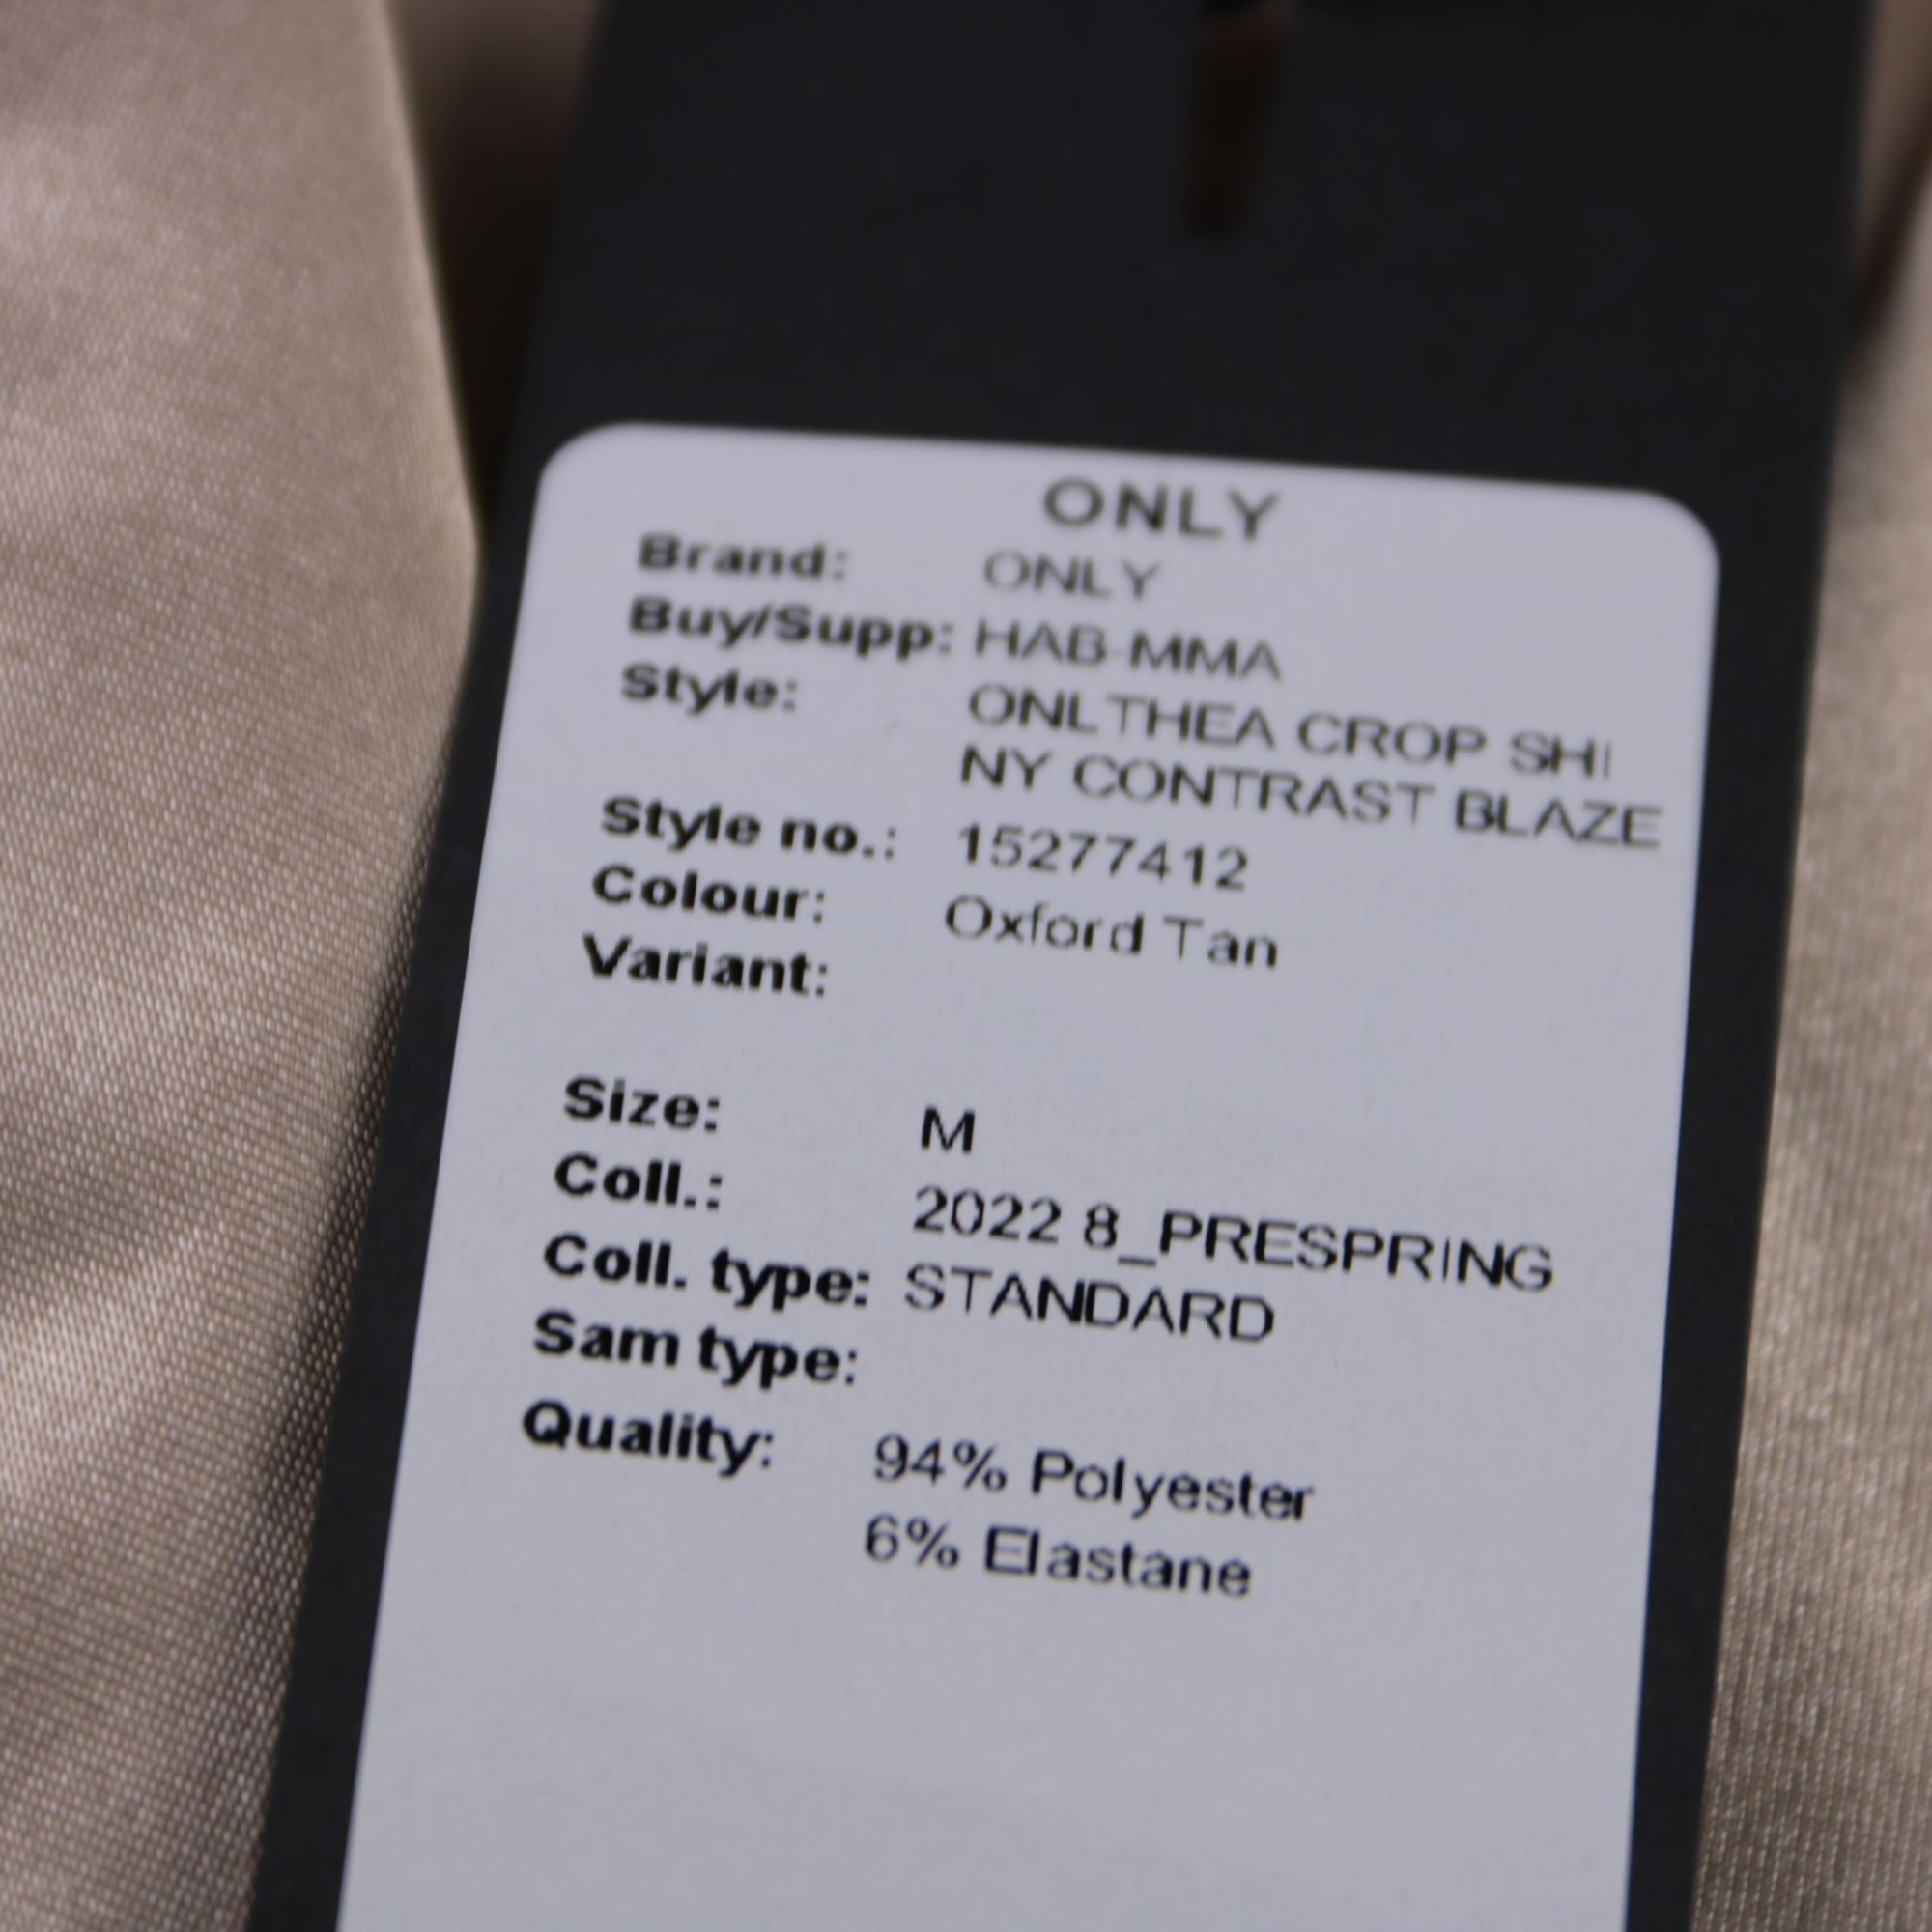 ONLY
Brand: ONLY
Buy/Supp: HAB-MMA
Style: ONLTHEA CROP SHI
NY CONTRAST BLAZE
Style no.: 15277412
Colour: Oxford Tan
Variant:
Size: M
Coll.: 2022 8_PRESPRING
Coll. type: STANDARD
Sam type:
Quality: 94% Polyester
6% Elastane